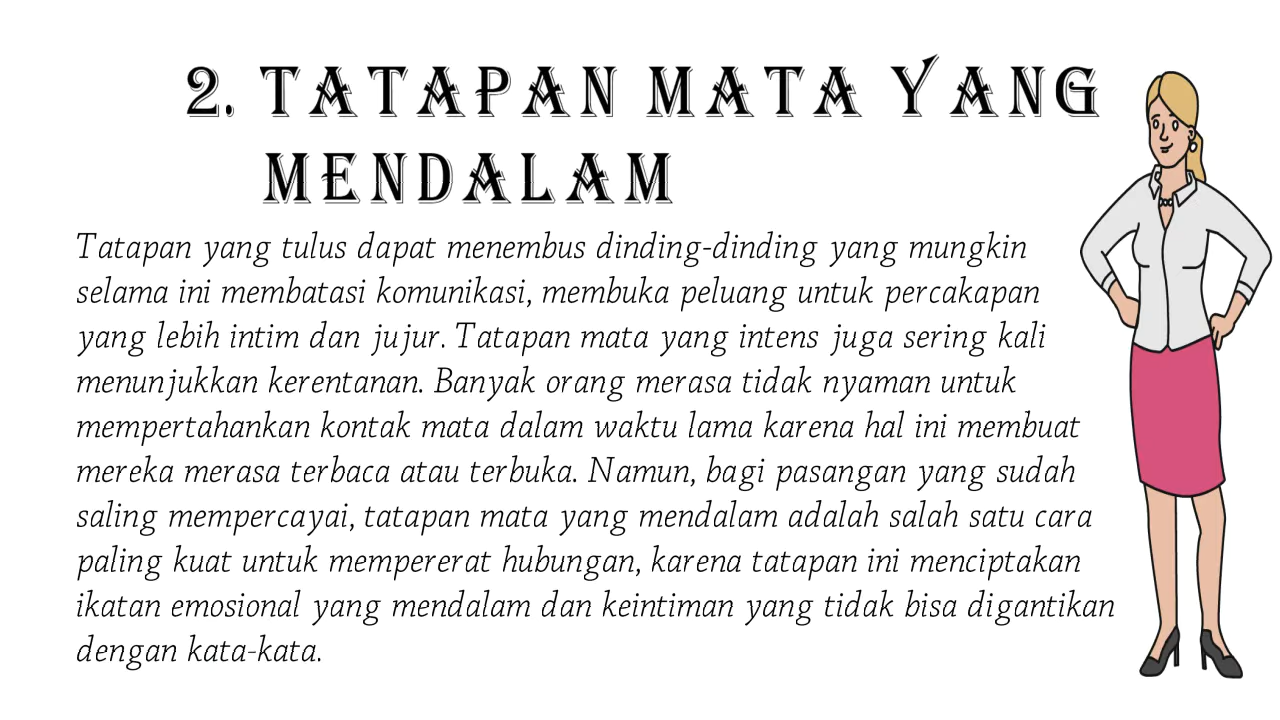 2. TATAPAN MATA YANG
MENDALAM
Tatapan yang tulus dapat menembus dinding-dinding yang mungkin
selama ini membatasi komunikasi, membuka peluang untuk percakapan
yang lebih intim dan jujur. Tatapan mata yang intens juga sering kali
menunjukkan kerentanan. Banyak orang merasa tidak nyaman untuk
mempertahankan kontak mata dalam waktu lama karena hal ini membuat
mereka merasa terbaca atau terbuka. Namun, bagi pasangan yang sudah
saling mempercayai, tatapan mata yang mendalam adalah salah satu cara
paling kuat untuk mempererat hubungan, karena tatapan ini menciptakan
ikatan emosional yang mendalam dan keintiman yang tidak bisa digantikan
dengan kata-kata.